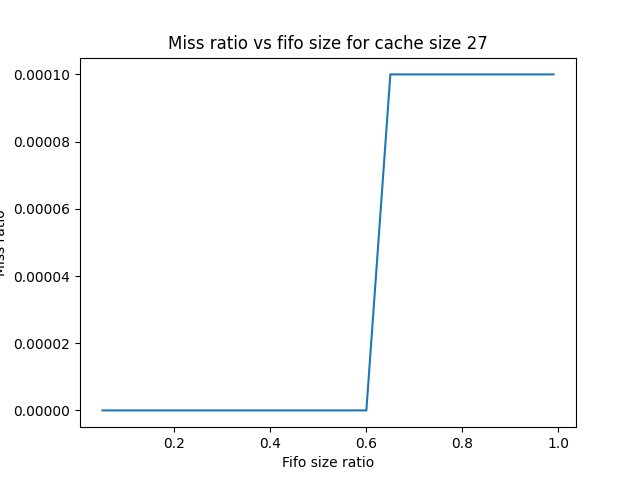 Miss ratio vs fifo size for cache size 27
0.00010
0.00008
0.00006
0.00004
0.00002
0.00000
Miss ratio
0.2 0.4 0.6 0.8 1.0
Fifo size ratio